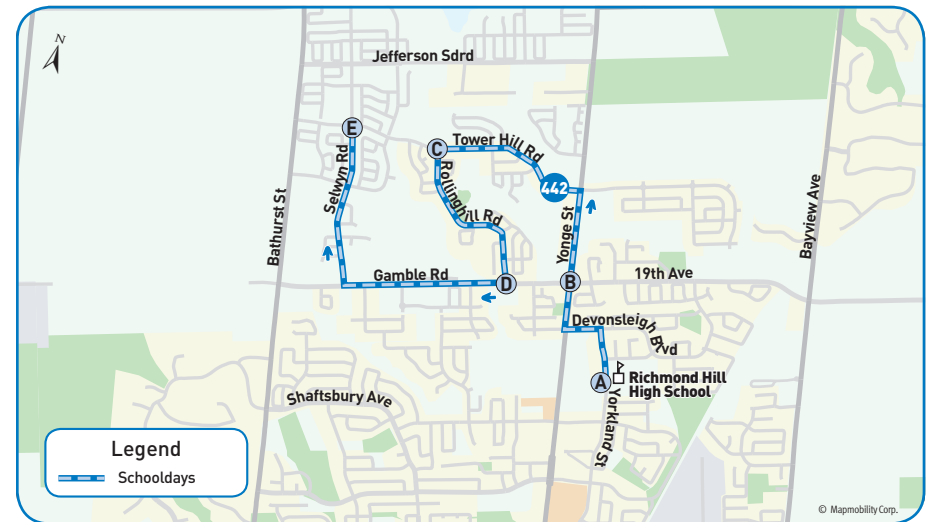 N
Jefferson Sdrd
E
C
Tower Hill Rd
Selwyn Rd
Rollinghill Rd
442
Bathurst St
Yonge St
Bayview Ave
Gamble Rd
D
B
19th Ave
Devonsleigh Blvd
A
Richmond Hill
High School
Yorkland St
Shaftsbury Ave
Legend
Schooldays
© Mapmobility Corp.